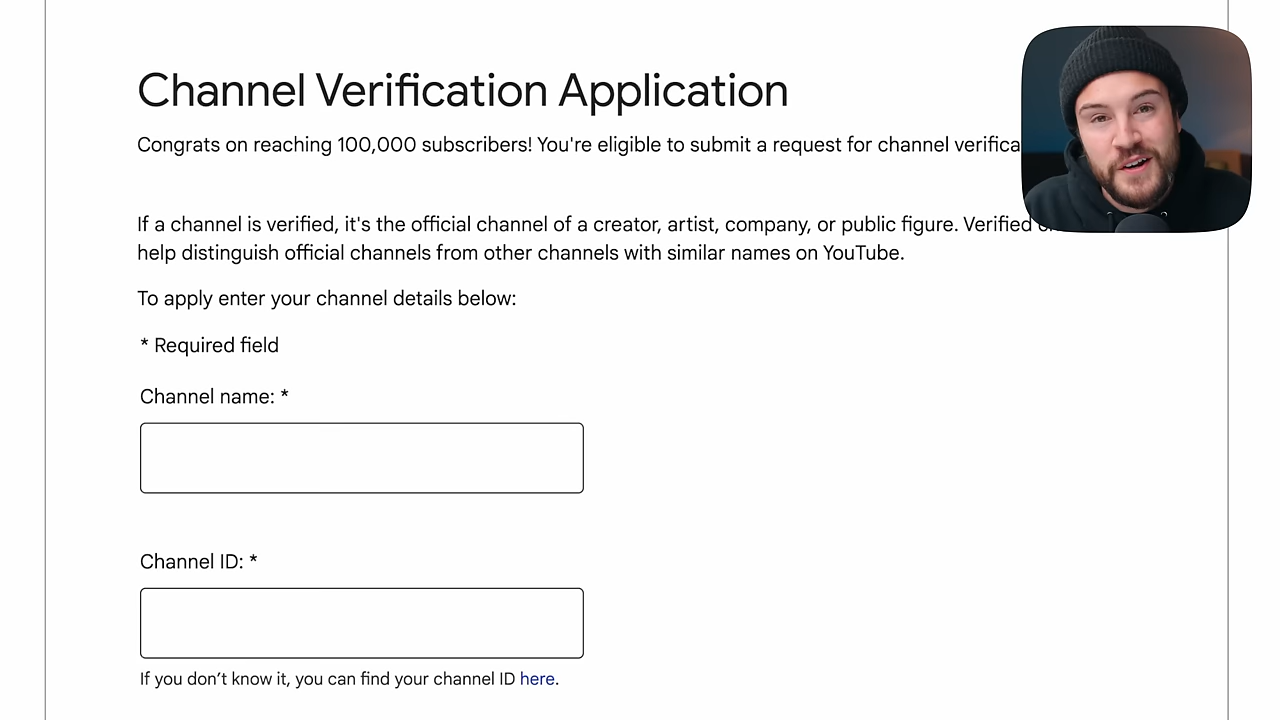 Channel Verification Application
Congrats on reaching 100,000 subscribers! You're eligible to submit a request for channel
If a channel is verified, it's the official channel of a creator, artist, company, or public figure. Verified
help distinguish official channels from other channels with similar names on YouTube.
To apply enter your channel details below:
* Required field
Channel name: *
Channel ID: *
If you don’t know it, you can find your channel ID here.